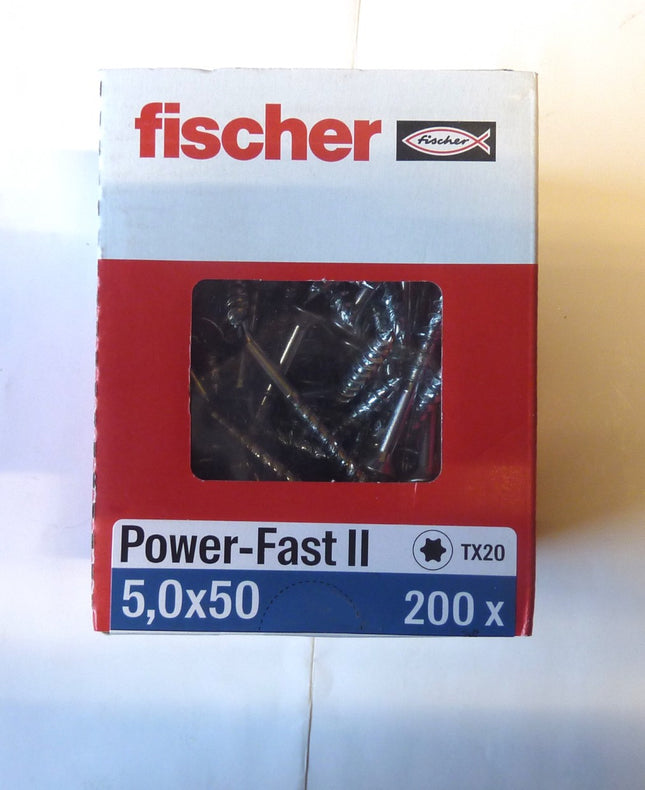 fischer
fischer
Power-Fast II
TX20
5,0x50
200 x